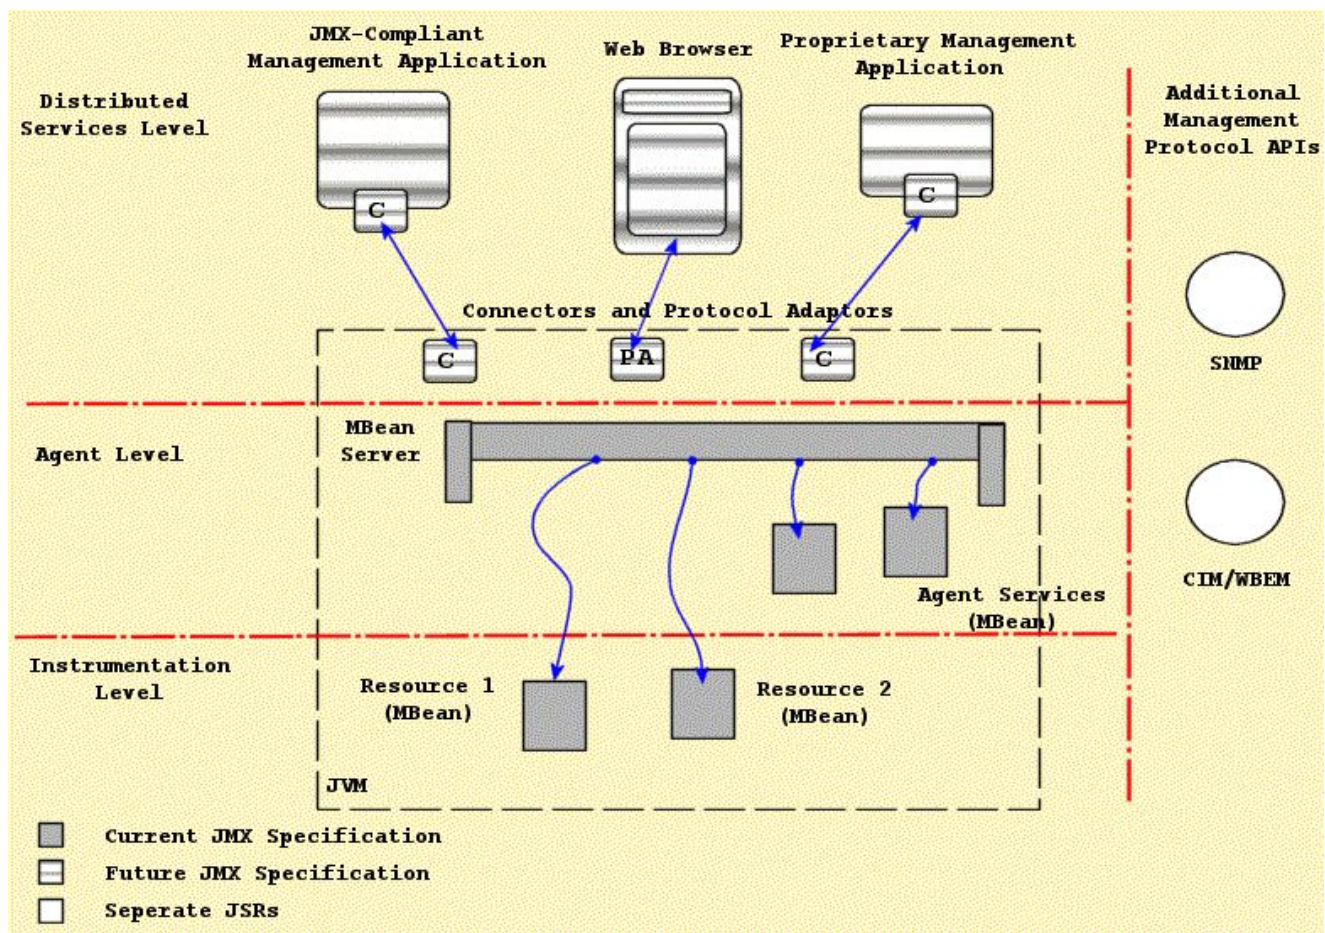 JMX-Compliant
Management Application
Web Browser
Proprietary Management
Application
Distributed
Services Level
Additional
Management
Protocol APIs
C
C
Connectors and Protocol Adaptors
C
PA
C
SNMP
MBean
Server
Agent Level
CIM/WBEM
Agent Services
(MBean)
Instrumentation
Level
Resource 1
(MBean)
Resource 2
(MBean)
JVM
Current JMX Specification
Future JMX Specification
Seperate JSRs